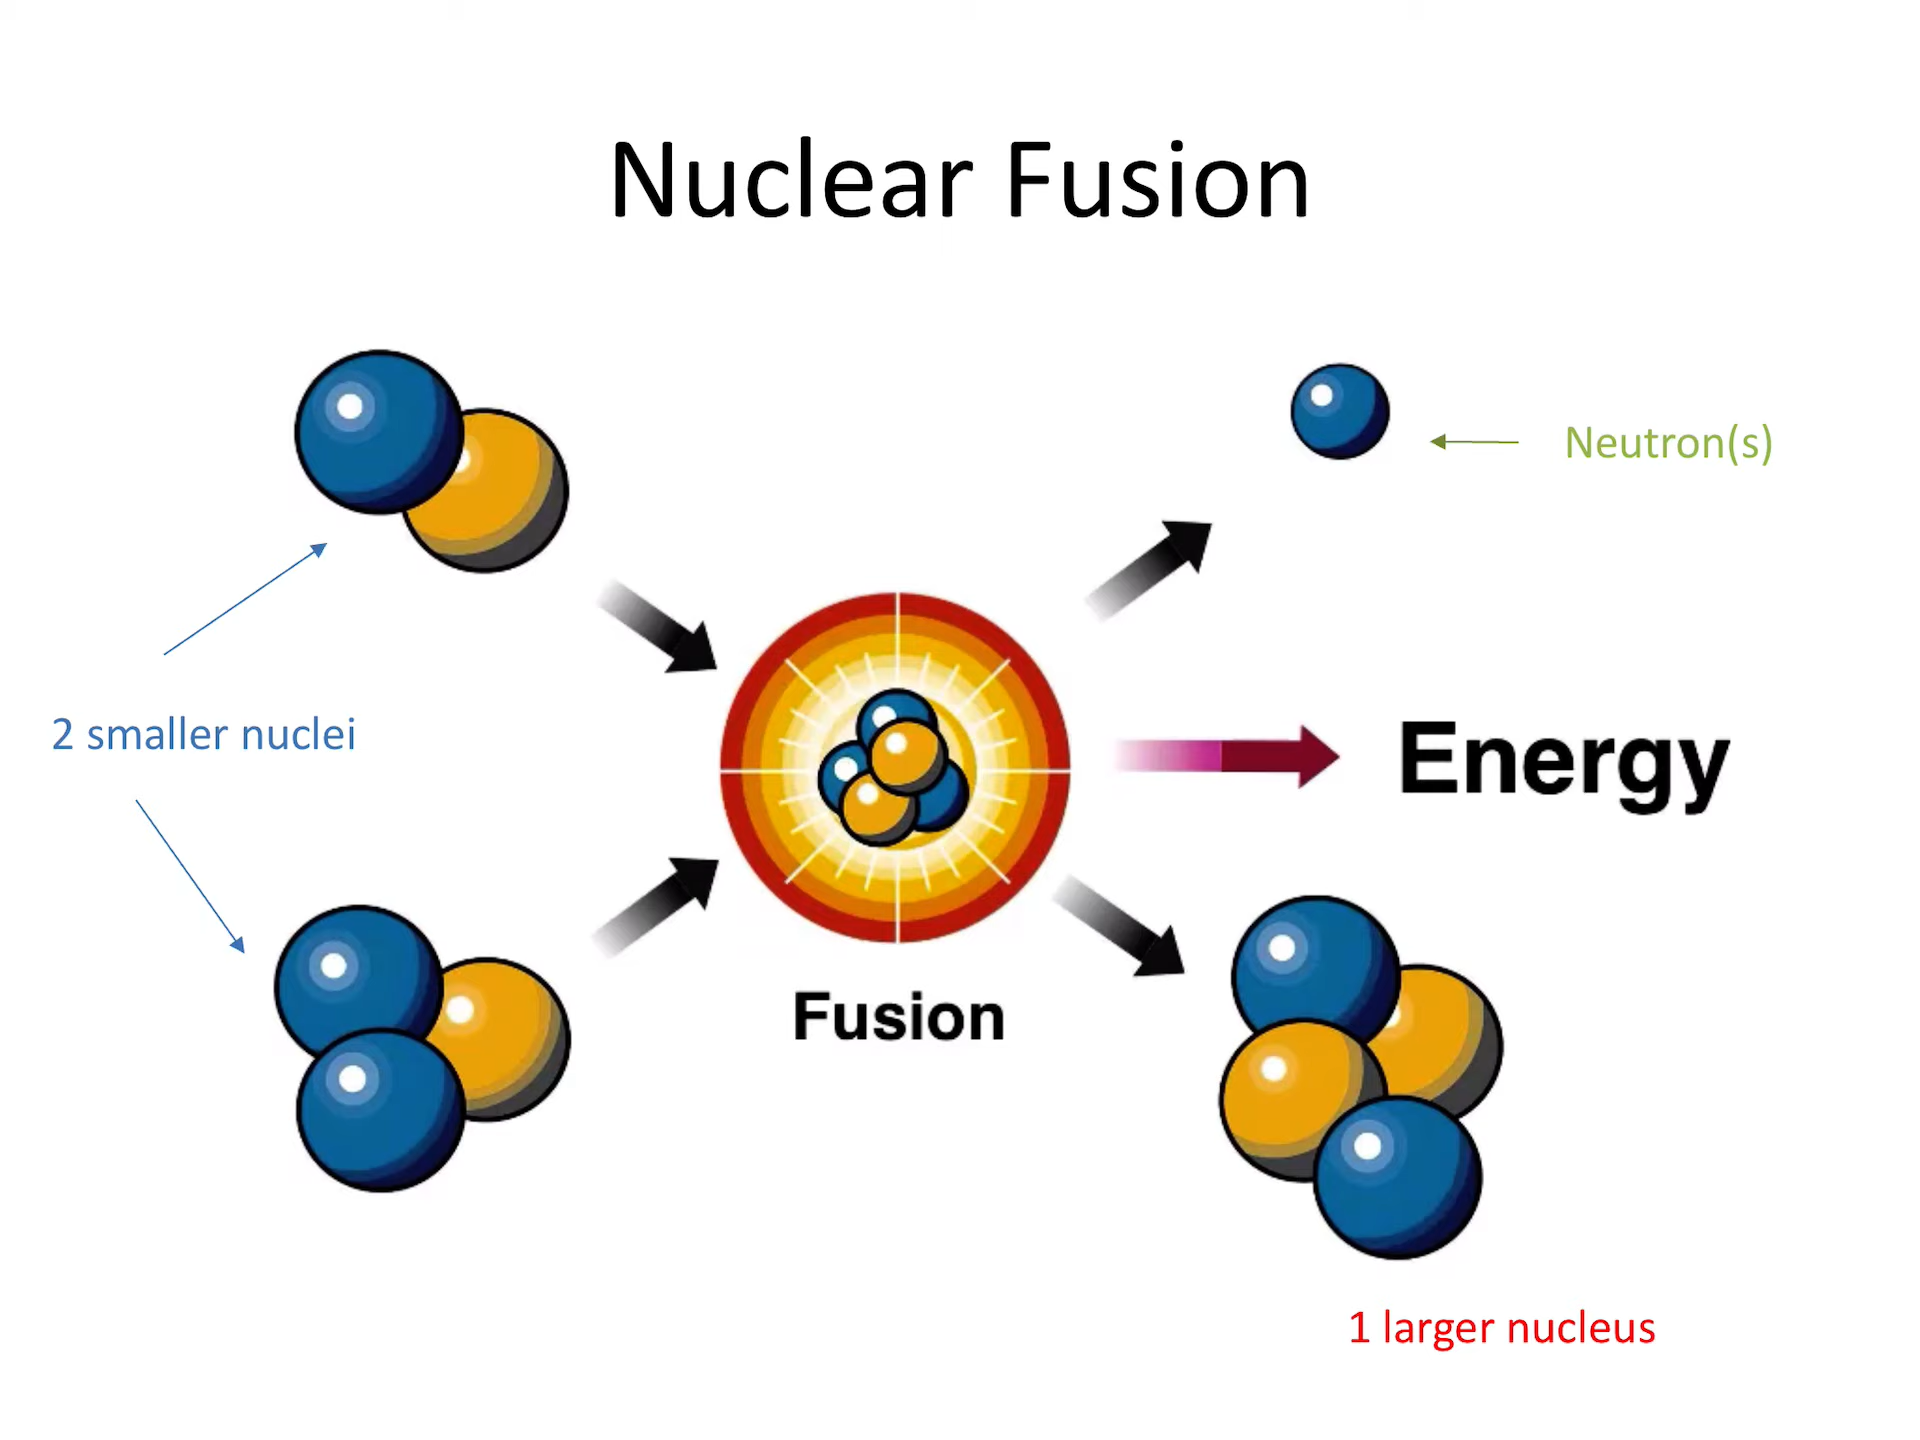 Nuclear Fusion
Neutron(s)
2 smaller nuclei
Energy
Fusion
1 larger nucleus